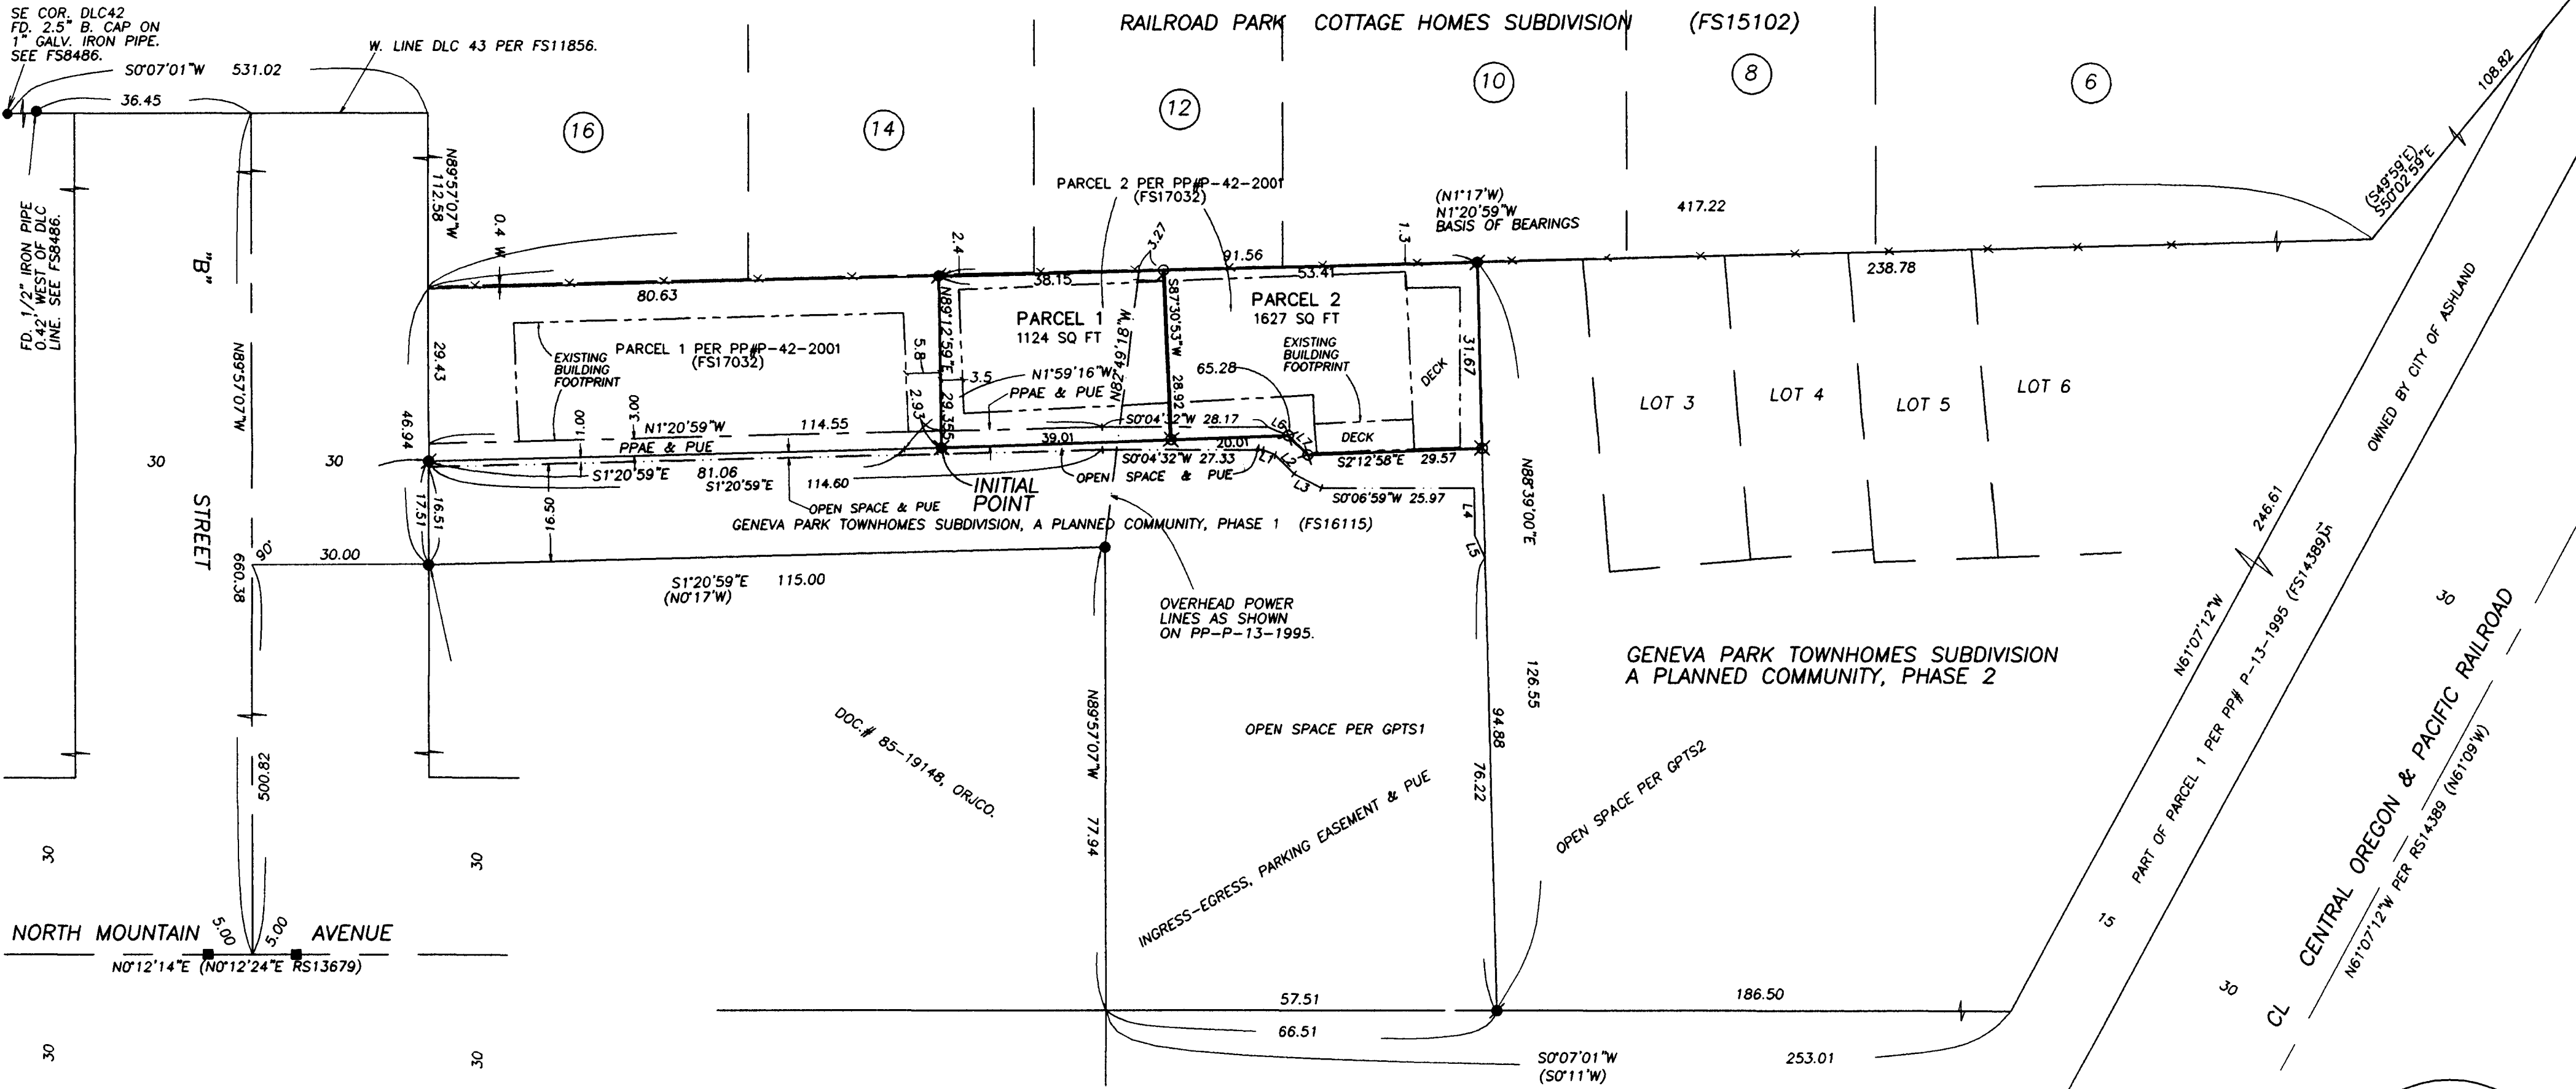 SE COR. DLC42
FD. 2.5" B. CAP ON
1" GALV. IRON PIPE.
SEE FS8486.
W. LINE DLC 43 PER FS11856.
S0°07'01"W 531.02
36.45
RAILROAD PARK COTTAGE HOMES SUBDIVISION (FS15102)
16
14
12
10
8
6
108.82
(S49°59'E)
S50°02'59"E
FD. 1/2" IRON PIPE
0.42' WEST OF DLC
LINE. SEE FS8486.
N89°57'07"W
112.58
0.4 W
PARCEL 2 PER PP#P-42-2001
(FS17032)
(N1°17'W)
N1°20'59"W
BASIS OF BEARINGS
417.22
2.4
3.27
91.56
1.3
238.78
80.63
38.15
53.41
"B"
STREET
N89°57'07"W
660.38
29.43
46.94
EXISTING
BUILDING
FOOTPRINT
PARCEL 1 PER PP#P-42-2001
(FS17032)
5.8
N89°12'59"E
29.35
2.93
3.5
PARCEL 1
1124 SQ FT
N1°59'16"W
PPAE & PUE
N82°49'18"W
S87°30'53"W
28.92
PARCEL 2
1627 SQ FT
65.28
EXISTING
BUILDING
FOOTPRINT
DECK
31.67
LOT 3
LOT 4
LOT 5
LOT 6
OWNED BY CITY OF ASHLAND
1.00
3.00
N1°20'59"W 114.55
PPAE & PUE
S0°04'32"W 28.17
L6
L7
39.01
20.01
DECK
S1°20'59"E 81.06
S1°20'59"E 114.60
S0°04'32"W 27.33
L1
L2
L3
S2°12'58"E 29.57
OPEN SPACE & PUE
INITIAL
POINT
OPEN SPACE & PUE
S0°06'59"W 25.97
L4
L5
N88°39'00"E
126.55
30
30
17.51
16.51
16.50
GENEVA PARK TOWNHOMES SUBDIVISION, A PLANNED COMMUNITY, PHASE 1 (FS16115)
90°
30.00
S1°20'59"E 115.00
(N0°17'W)
OVERHEAD POWER
LINES AS SHOWN
ON PP-P-13-1995.
246.61
N61°07'12"W
15
PART OF PARCEL 1 PER PP# P-13-1995 (FS14389)
15
30
GENEVA PARK TOWNHOMES SUBDIVISION
A PLANNED COMMUNITY, PHASE 2
DOC.# 85-19148, ORJCO.
N89°57'07"W
77.94
OPEN SPACE PER GPTS1
94.88
76.22
INGRESS-EGRESS, PARKING EASEMENT & PUE
OPEN SPACE PER GPTS2
500.82
30
30
NORTH MOUNTAIN AVENUE
5.00
5.00
N0°12'14"E (N0°12'24"E RS13679)
30
30
57.51
186.50
66.51
S0°07'01"W 253.01
(S0°11'W)
30
CL CENTRAL OREGON & PACIFIC RAILROAD
N61°07'12"W PER RS14389 (N61°09'W)